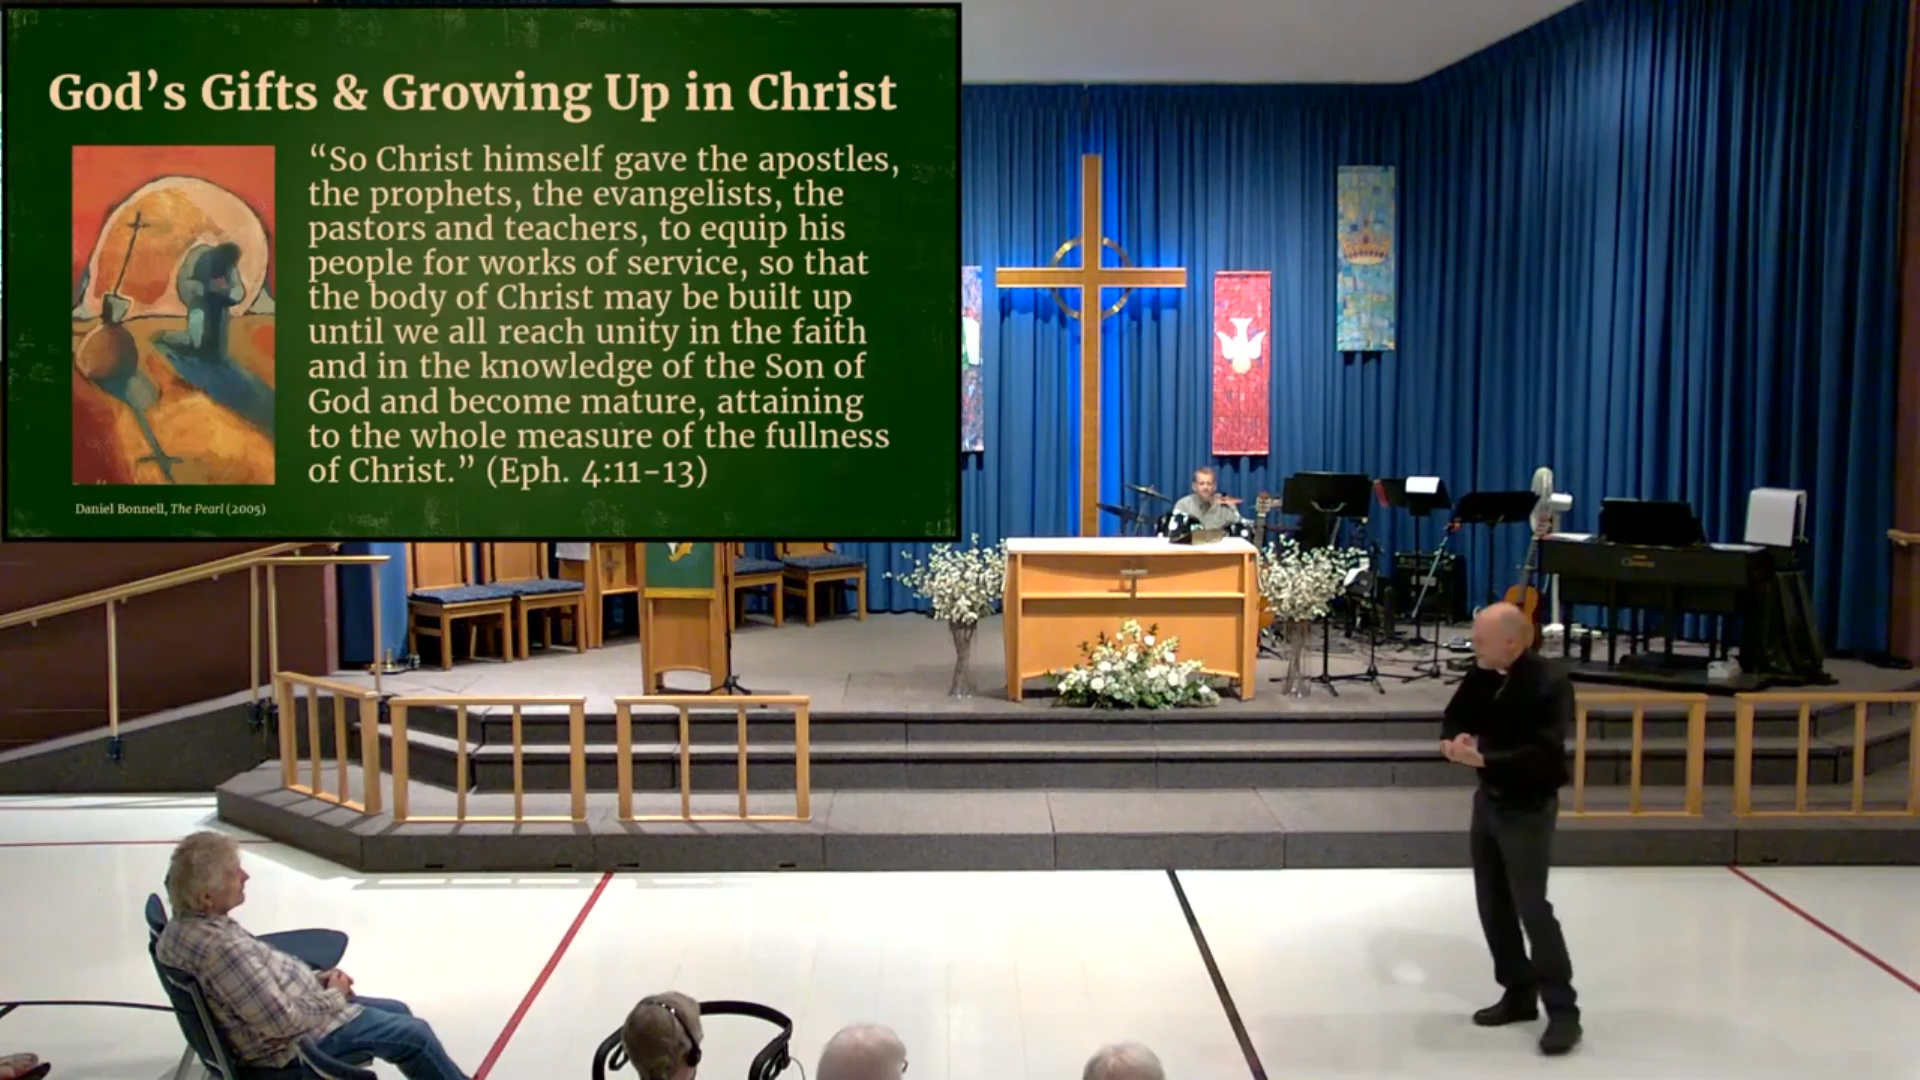 God’s Gifts & Growing Up in Christ
“So Christ himself gave the apostles,
the prophets, the evangelists, the
pastors and teachers, to equip his
people for works of service, so that
the body of Christ may be built up
until we all reach unity in the faith
and in the knowledge of the Son of
God and become mature, attaining
to the whole measure of the fullness
of Christ.” (Eph. 4:11-13)
Daniel Bonnell, The Pearl (2005)